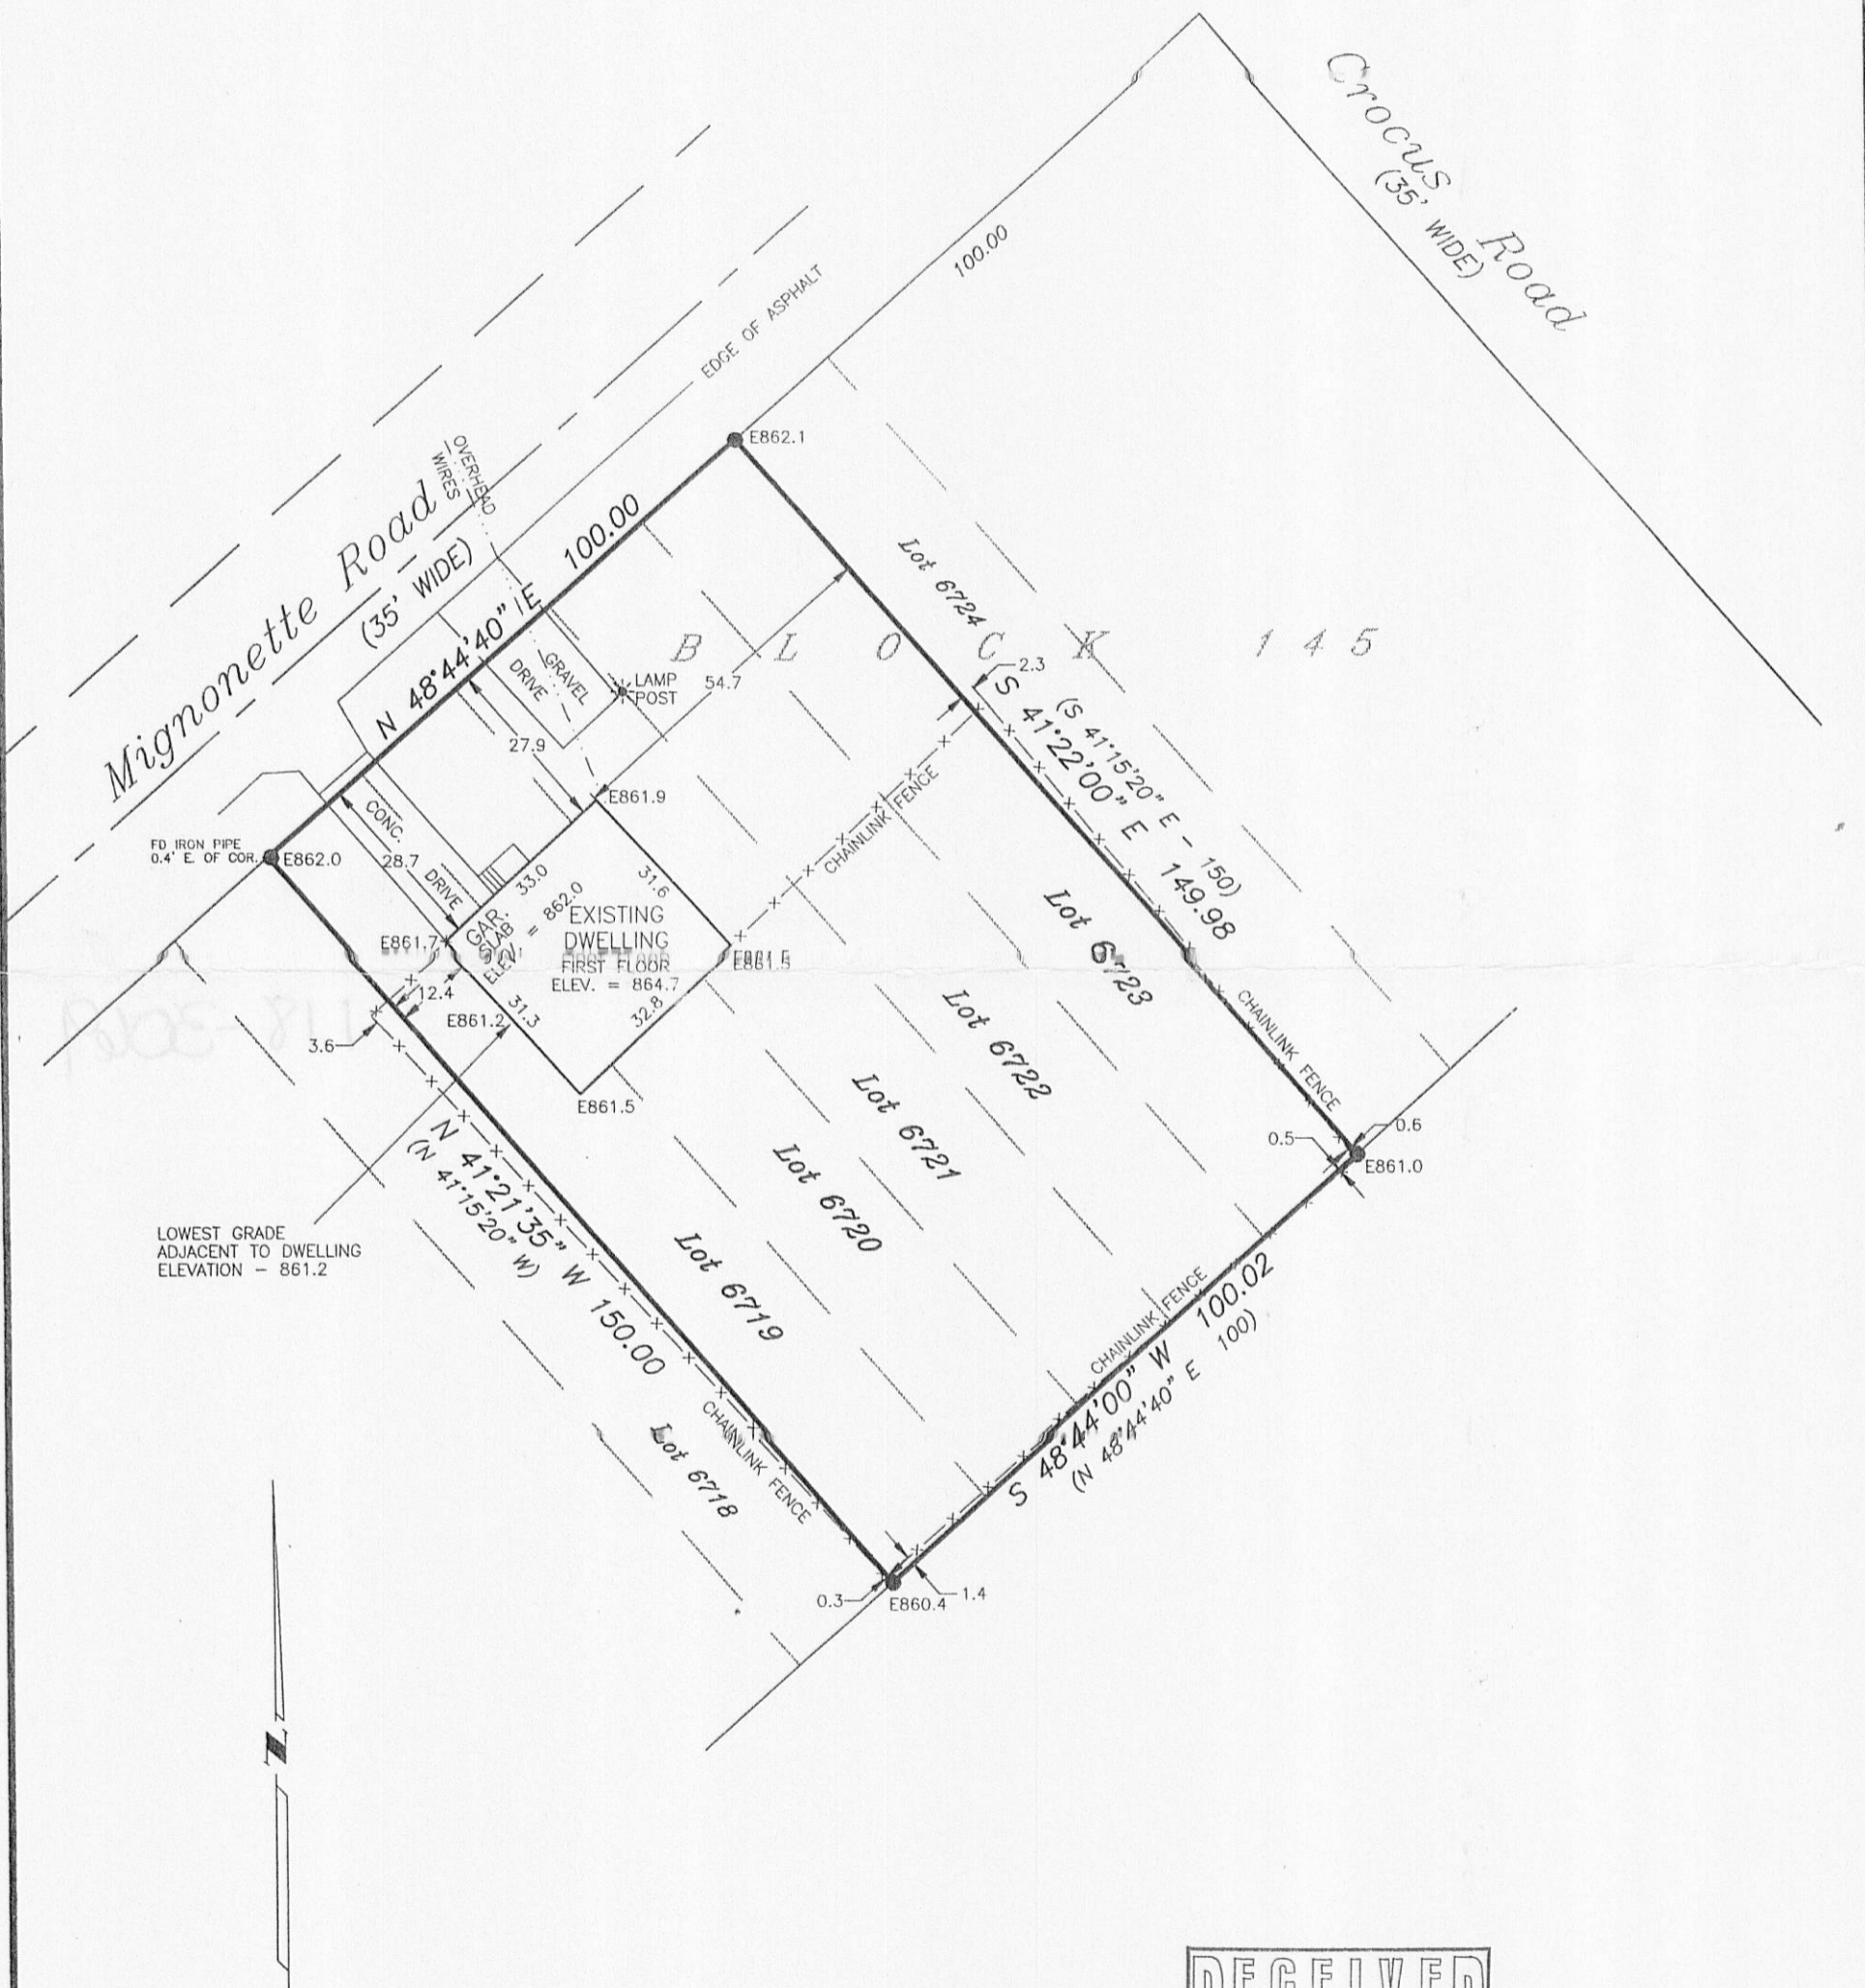 Crocus Road
(35' WIDE)
100.00
EDGE OF ASPHALT
E862.1
OVERHEAD
WIRES
Mignonette Road
(35' WIDE)
N 48°44'40" E 100.00
BLOCK 145
Lot 6724
GRAVEL
DRIVE
LAMP
POST
54.7
2.3
27.9
S 41°22'00" E 149.98
(S 41°15'20" E - 150)
E861.9
CHAINLINK FENCE
CONC.
DRIVE
28.7
FD IRON PIPE
0.4' E. OF COR.
E862.0
33.0
31.6
GAR.
SLAB
ELEV. = 862.0
EXISTING
DWELLING
FIRST FLOOR
ELEV. = 864.7
E861.7
E861.5
12.4
E861.2
31.3
32.8
3.6
E861.5
Lot 6723
Lot 6722
Lot 6721
Lot 6720
Lot 6719
Lot 6718
CHAINLINK FENCE
0.6
0.5
E861.0
N 41°21'35" W 150.00
(N 41°15'20" W)
LOWEST GRADE
ADJACENT TO DWELLING
ELEVATION - 861.2
CHAINLINK FENCE
CHAINLINK FENCE
S 48°44'00" W 100.02
(N 48°44'40" E 100)
0.3
E860.4
1.4
N
RECEIVED